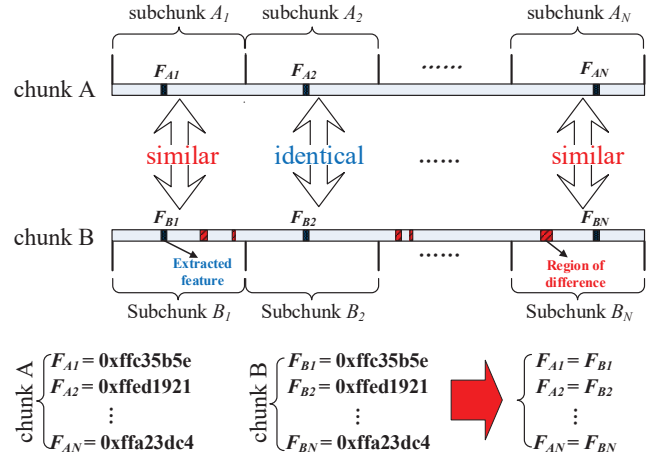 subchunk A1 subchunk A2 subchunk AN
......
FA1 FA2 FAN
chunk A
similar identical ...... similar
FB1 FB2 FBN
chunk B
Extracted feature
......
Region of difference
Subchunk B1 Subchunk B2 Subchunk BN
chunk A
FA1 = 0xffc35b5e
FA2 = 0xffed1921
⋮
FAN = 0xffa23dc4
chunk B
FB1 = 0xffc35b5e
FB2 = 0xffed1921
⋮
FBN = 0xffa23dc4
FA1 = FB1
FA2 = FB2
⋮
FAN = FBN